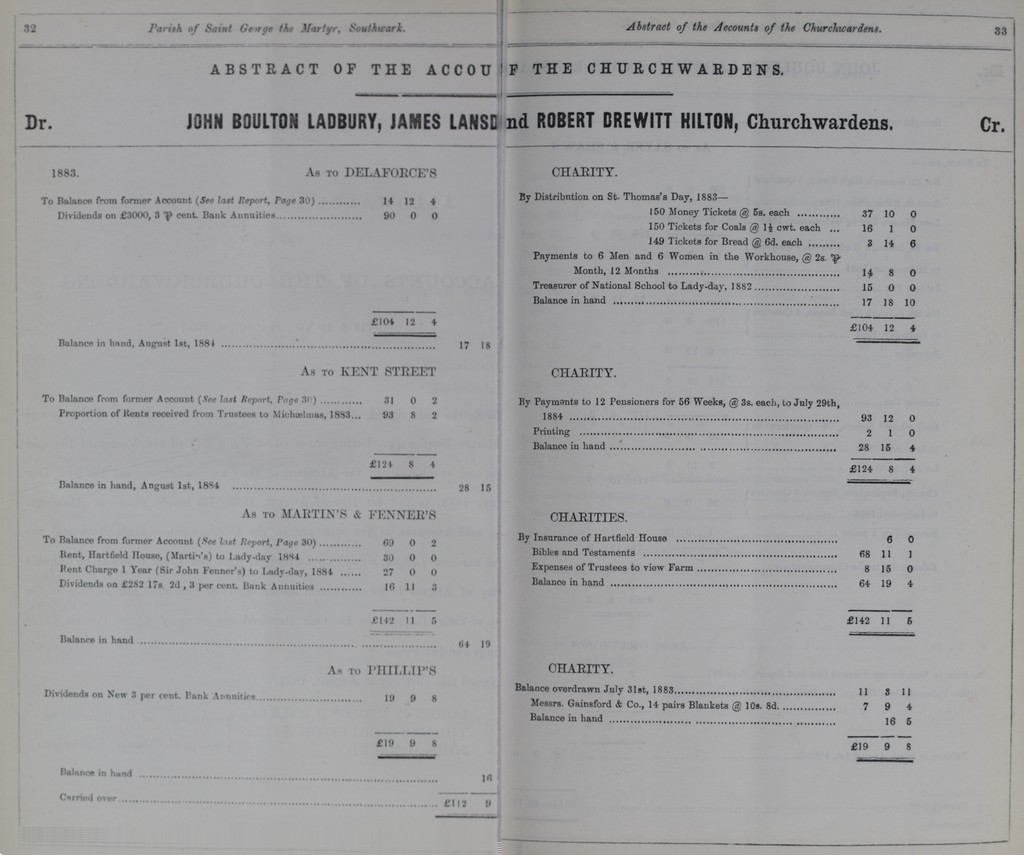 32 Parish of Saint George the Martyr, Southwark.
ABSTRACT OF THE ACCOU
Dr. JOHN BOULTON LADBURY, JAMES LANSD
1883. As to DELAFORCE'S
To Balance from former Account (See last Report, Page 30) ............ 14 12 4
Dividends on £3000, 3 ⅌ cent. Bank Annuities...................... 90 0 0
£104 12 4
Balance in hand, August 1st, 1884 ...................................................... 17 18
As to KENT STREET
To Balance from former Account (See last Report, Page 30) ............ 31 0 2
Proportion of Rents received from Trustees to Michælmas, 1883... 93 8 2
£124 8 4
Balance in hand, August 1st, 1884 ...................................................... 28 15
As to MARTIN'S & FENNER'S
To Balance from former Account (See last Report, Page 30) ............ 69 0 2
Rent, Hartfield House, (Martin's) to Lady-day 1884 .............. 30 0 0
Rent Charge 1 Year (Sir John Fenner's) to Lady-day, 1884 ...... 27 0 0
Dividends on £282 17s. 2d, 3 per cent. Bank Annuities ............ 16 11 3
£142 11 5
Balance in hand ............................................................................ 64 19
As to PHILLIP'S
Dividends on New 3 per cent. Bank Annuities............................ 19 9 8
£19 9 8
Balance in hand ............................................................................ 16
Carried over................................................................................ £112 9
Abstract of the Accounts of the Churchwardens. 33
F THE CHURCHWARDENS.
nd ROBERT DREWITT HILTON, Churchwardens. Cr.
CHARITY.
By Distribution on St. Thomas's Day, 1883—
150 Money Tickets @ 5s. each ............ 37 10 0
150 Tickets for Coals @ 1½ cwt. each ... 16 1 0
149 Tickets for Bread @ 6d. each ......... 3 14 6
Payments to 6 Men and 6 Women in the Workhouse, @ 2s. ⅌
Month, 12 Months .............................................. 14 8 0
Treasurer of National School to Lady-day, 1882....................... 15 0 0
Balance in hand ............................................................ 17 18 10
£104 12 4
CHARITY.
By Payments to 12 Pensioners for 56 Weeks, @ 3s. each, to July 29th,
1884 ........................................................................ 93 12 0
Printing ...................................................................... 2 1 0
Balance in hand ............................................................ 28 15 4
£124 8 4
CHARITIES.
By Insurance of Hartfield House ............................................ 6 0
Bibles and Testaments .................................................... 68 11 1
Expenses of Trustees to view Farm ...................................... 8 15 0
Balance in hand ............................................................ 64 19 4
£142 11 5
CHARITY.
Balance overdrawn July 31st, 1883............................................ 11 3 11
Messrs. Gainsford & Co., 14 pairs Blankets @ 10s. 8d. .............. 7 9 4
Balance in hand ............................................................ 16 5
£19 9 8